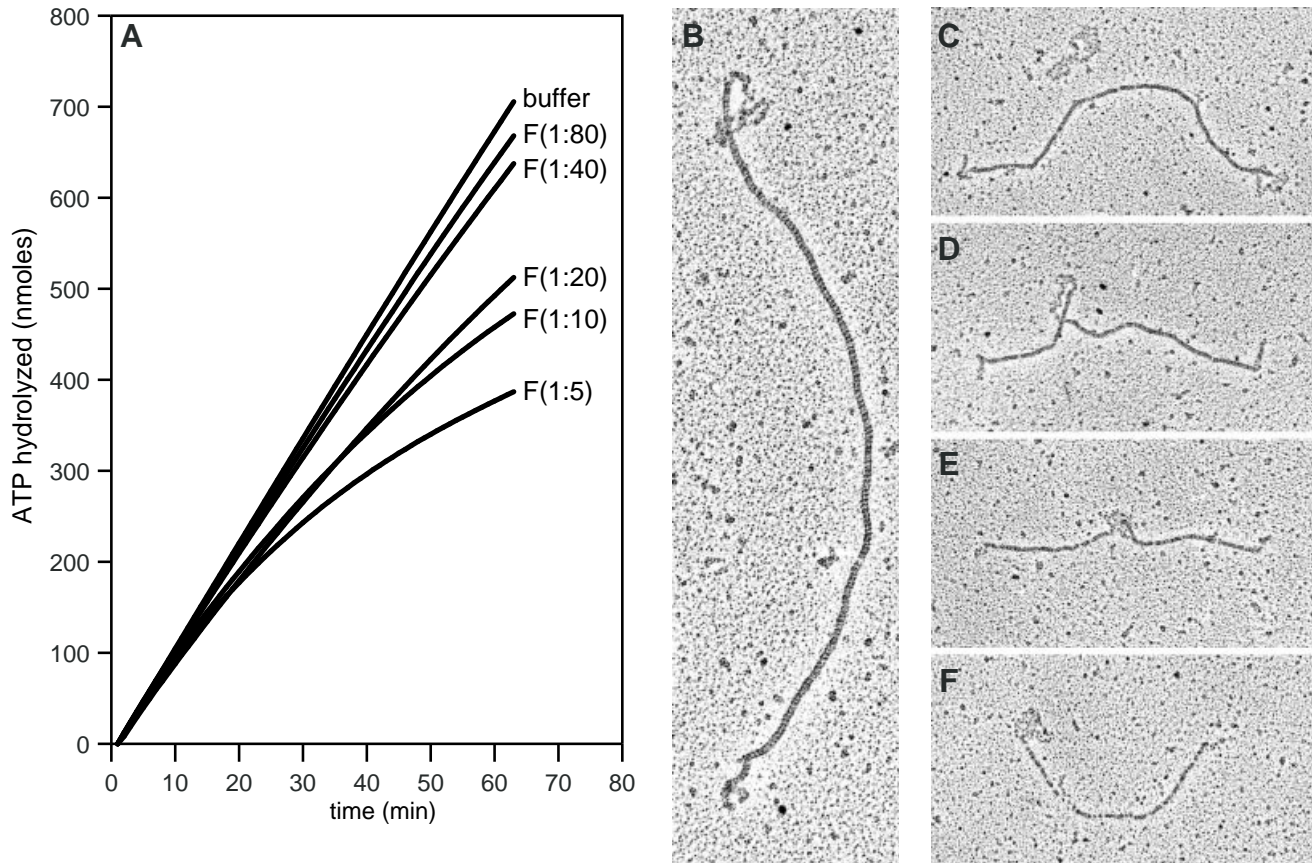 A
800
700
600
500
400
300
200
100
0
ATP hydrolyzed (nmoles)
buffer
F(1:80)
F(1:40)
F(1:20)
F(1:10)
F(1:5)
0 10 20 30 40 50 60 70 80
time (min)
B
C
D
E
F